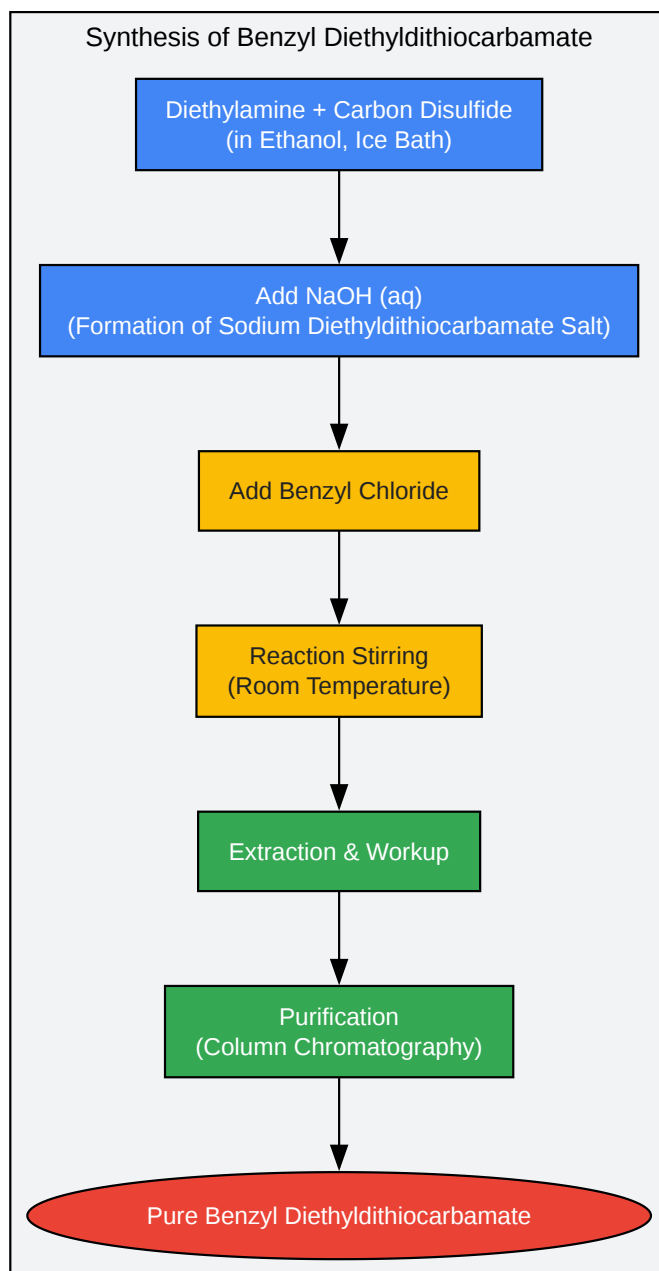 Synthesis of Benzyl Diethyldithiocarbamate
Diethylamine + Carbon Disulfide
(in Ethanol, Ice Bath)
Add NaOH (aq)
(Formation of Sodium Diethyldithiocarbamate Salt)
Add Benzyl Chloride
Reaction Stirring
(Room Temperature)
Extraction & Workup
Purification
(Column Chromatography)
Pure Benzyl Diethyldithiocarbamate